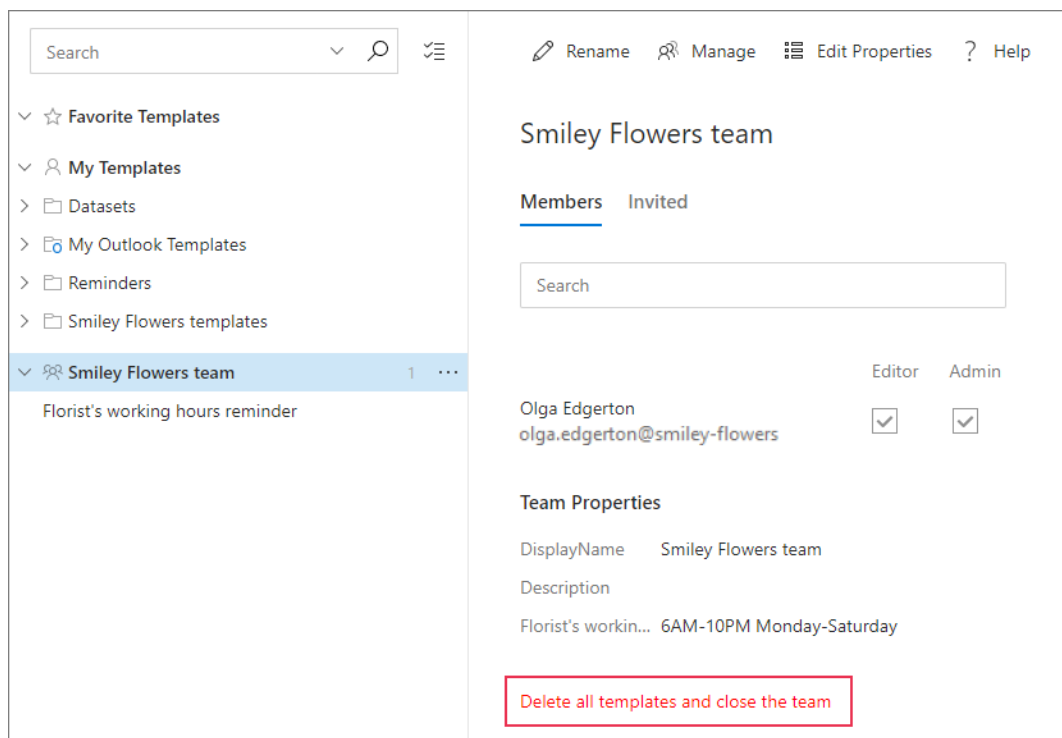 Search
Favorite Templates
My Templates
Datasets
My Outlook Templates
Reminders
Smiley Flowers templates
Smiley Flowers team 1 ...
Florist's working hours reminder
Rename Manage Edit Properties ? Help
Smiley Flowers team
Members Invited
Search
Editor Admin
Olga Edgerton
olga.edgerton@smiley-flowers
Team Properties
DisplayName Smiley Flowers team
Description
Florist's workin... 6AM-10PM Monday-Saturday
Delete all templates and close the team